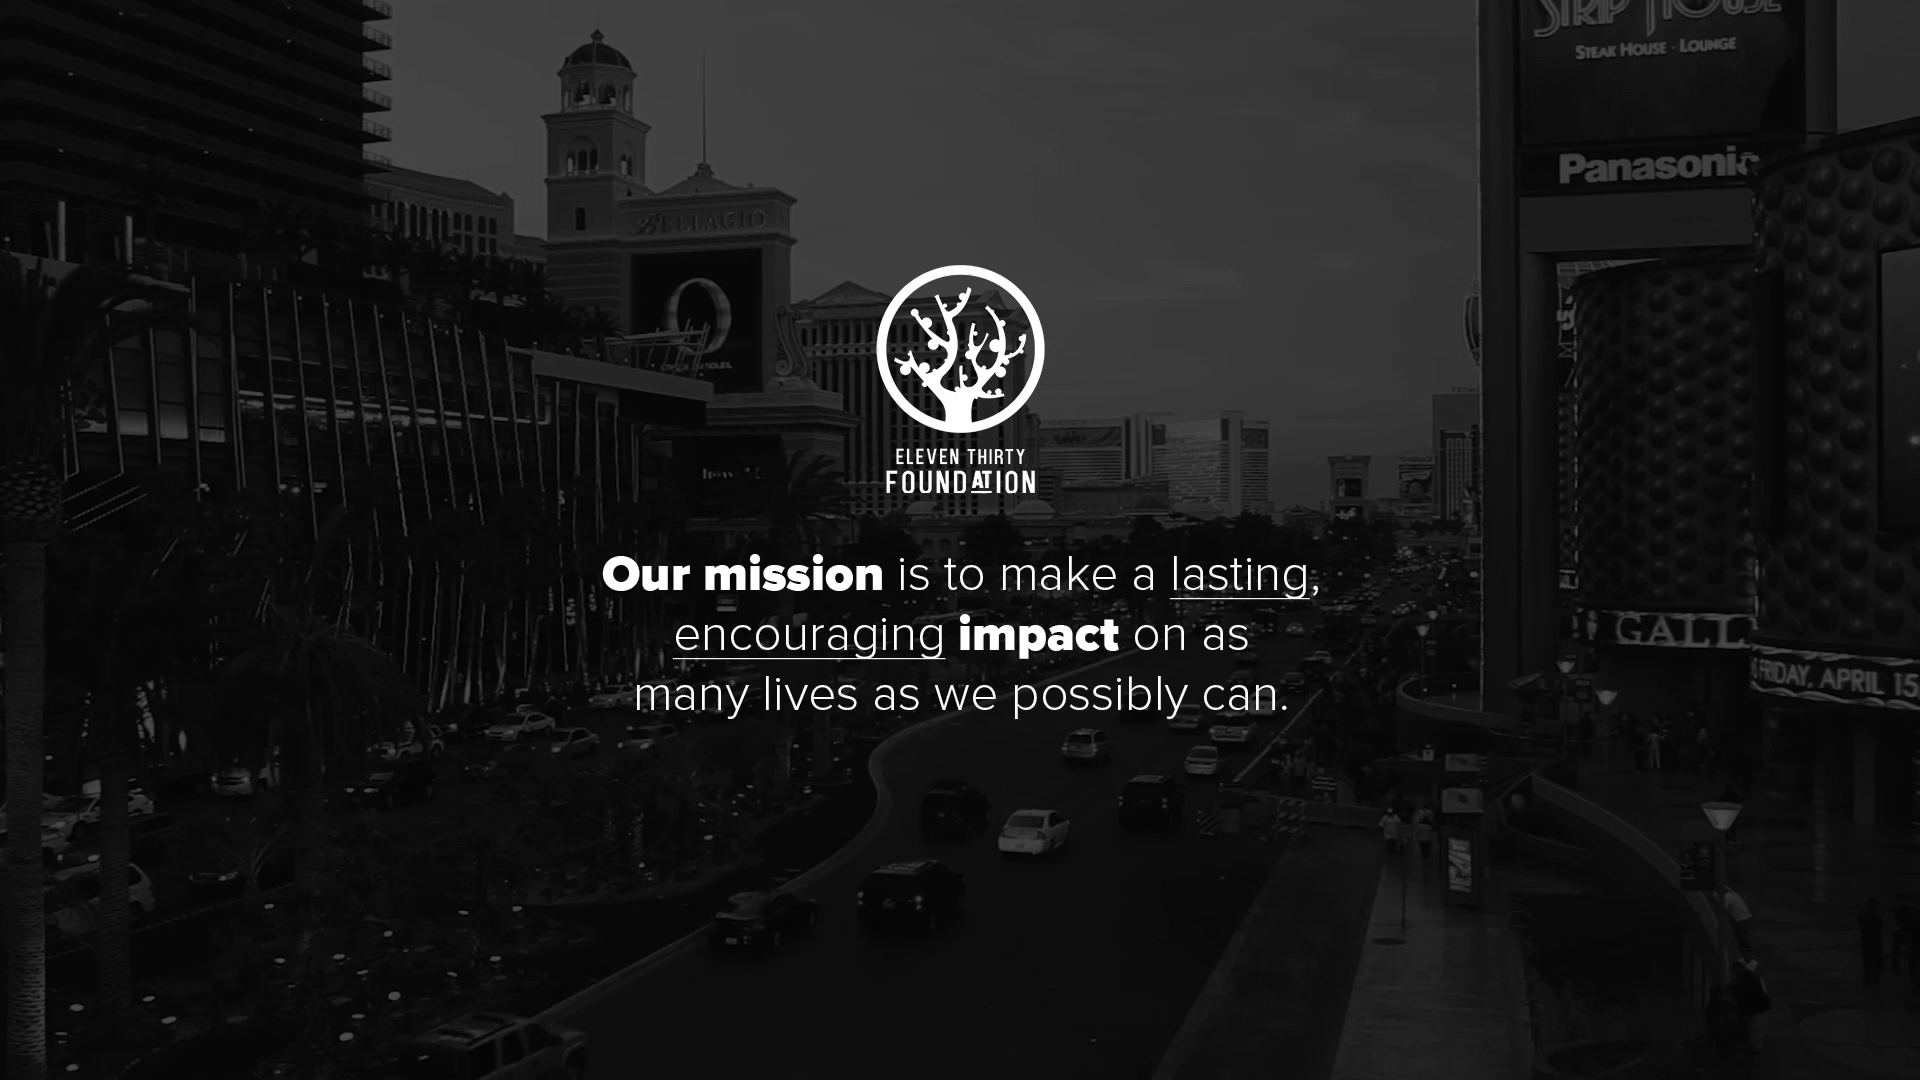 STRIP HOUSE
STEAK HOUSE · LOUNGE
Panasonic
BELLAGIO
O
ELEVEN THIRTY
FOUNDATION
Our mission is to make a lasting,
encouraging impact on as
many lives as we possibly can.
GALL
FRIDAY, APRIL 15